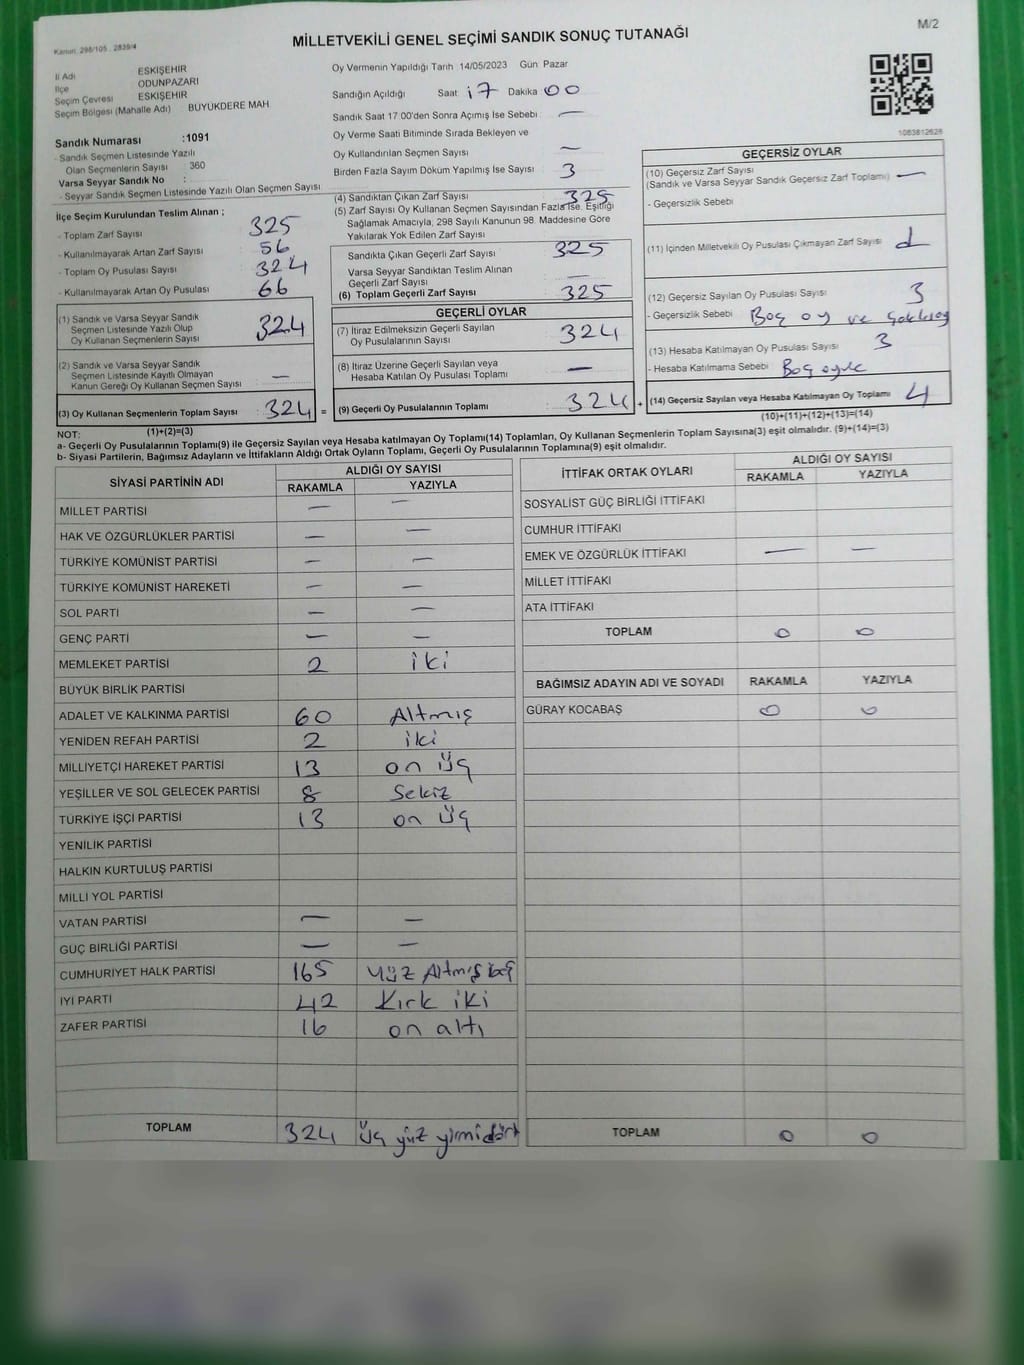 Kanun: 298/105 , 2839/4
M/2
MİLLETVEKİLİ GENEL SEÇİMİ SANDIK SONUÇ TUTANAĞI
İl Adı ESKİŞEHİR
İlçe ODUNPAZARI
Seçim Çevresi ESKİŞEHİR
Seçim Bölgesi (Mahalle Adı) BÜYÜKDERE MAH
Sandık Numarası :1091
- Sandık Seçmen Listesinde Yazılı
Olan Seçmenlerin Sayısı : 360
Varsa Seyyar Sandık No :
- Seyyar Sandık Seçmen Listesinde Yazılı Olan Seçmen Sayısı
Oy Vermenin Yapıldığı Tarih 14/05/2023 Gün Pazar
Sandığın Açıldığı Saat 17 Dakika 00
Sandık Saat 17:00'den Sonra Açımış İse Sebebi —
Oy Verme Saati Bitiminde Sırada Bekleyen ve
Oy Kullandırılan Seçmen Sayısı —
Birden Fazla Sayım Döküm Yapılmış İse Sayısı 3
(4) Sandıktan Çıkan Zarf Sayısı 325
(5) Zarf Sayısı Oy Kullanan Seçmen Sayısından Fazla İse, Eşitliği
Sağlamak Amacıyla, 298 Sayılı Kanunun 98. Maddesine Göre
Yakılarak Yok Edilen Zarf Sayısı
Sandıkta Çıkan Geçerli Zarf Sayısı 325
Varsa Seyyar Sandıktan Teslim Alınan
Geçerli Zarf Sayısı —
(6) Toplam Geçerli Zarf Sayısı 325
1083812628
GEÇERSİZ OYLAR
(10) Geçersiz Zarf Sayısı
(Sandık ve Varsa Seyyar Sandık Geçersiz Zarf Toplamı) —
- Geçersizlik Sebebi
(11) İçinden Milletvekili Oy Pusulası Çıkmayan Zarf Sayısı
(12) Geçersiz Sayılan Oy Pusulası Sayısı 3
- Geçersizlik Sebebi Boş oy ve
(13) Hesaba Katılmayan Oy Pusulası Sayısı 3
- Hesaba Katılmama Sebebi Boş
(14) Geçersiz Sayılan veya Hesaba Katılmayan Oy Toplamı 4
(10)+(11)+(12)+(13)=(14)
İlçe Seçim Kurulundan Teslim Alınan ;
- Toplam Zarf Sayısı 325
- Kullanılmayarak Artan Zarf Sayısı 56
- Toplam Oy Pusulası Sayısı 324
- Kullanılmayarak Artan Oy Pusulası 66
(1) Sandık ve Varsa Seyyar Sandık
Seçmen Listesinde Yazılı Olup
Oy Kullanan Seçmenlerin Sayısı 324
(2) Sandık ve Varsa Seyyar Sandık
Seçmen Listesinde Kayıtlı Olmayan
Kanun Gereği Oy Kullanan Seçmen Sayısı —
(3) Oy Kullanan Seçmenlerin Toplam Sayısı : 324 =
(1)+(2)=(3)
GEÇERLİ OYLAR
(7) İtiraz Edilmeksizin Geçerli Sayılan
Oy Pusulalarının Sayısı 324
(8) İtiraz Üzerine Geçerli Sayılan veya
Hesaba Katılan Oy Pusulası Toplamı —
(9) Geçerli Oy Pusulalarının Toplamı : 324 +
NOT:
a- Geçerli Oy Pusulaları Toplamı(9) ile Geçersiz Sayılan veya Hesaba katılmayan Oy Toplamı(14) Toplamları, Oy Kullanan Seçmenlerin Toplam Sayısına(3) eşit olmalıdır. (9)+(14)=(3)
b- Siyasi Partilerin, Bağımsız Adayların ve İttifakların Aldığı Ortak Oyların Toplamı, Geçerli Oy Pusulalarının Toplamına(9) eşit olmalıdır.
SİYASİ PARTİNİN ADI ALDIĞI OY SAYISI
RAKAMLA YAZIYLA
MİLLET PARTİSİ — —
HAK VE ÖZGÜRLÜKLER PARTİSİ — —
TÜRKİYE KOMÜNİST PARTİSİ — —
TÜRKİYE KOMÜNİST HAREKETİ — —
SOL PARTİ — —
GENÇ PARTİ — —
MEMLEKET PARTİSİ 2 iki
BÜYÜK BİRLİK PARTİSİ
ADALET VE KALKINMA PARTİSİ 60 Altmış
YENİDEN REFAH PARTİSİ 2 iki
MİLLİYETÇİ HAREKET PARTİSİ 13 on üç
YEŞİLLER VE SOL GELECEK PARTİSİ 8 Sekiz
TÜRKİYE İŞÇİ PARTİSİ 13 on üç
YENİLİK PARTİSİ
HALKIN KURTULUŞ PARTİSİ
MİLLİ YOL PARTİSİ
VATAN PARTİSİ — —
GÜÇ BİRLİĞİ PARTİSİ — —
CUMHURİYET HALK PARTİSİ 165 yüz Altmış beş
İYİ PARTİ 42 Kırk iki
ZAFER PARTİSİ 16 on altı
TOPLAM 324 üç yüz yirmi dört
İTTİFAK ORTAK OYLARI ALDIĞI OY SAYISI
RAKAMLA YAZIYLA
SOSYALİST GÜÇ BİRLİĞİ İTTİFAKI
CUMHUR İTTİFAKI
EMEK VE ÖZGÜRLÜK İTTİFAKI — —
MİLLET İTTİFAKI
ATA İTTİFAKI
TOPLAM 0 0
BAĞIMSIZ ADAYIN ADI VE SOYADI RAKAMLA YAZIYLA
GÜRAY KOCABAŞ 0 0
TOPLAM 0 0